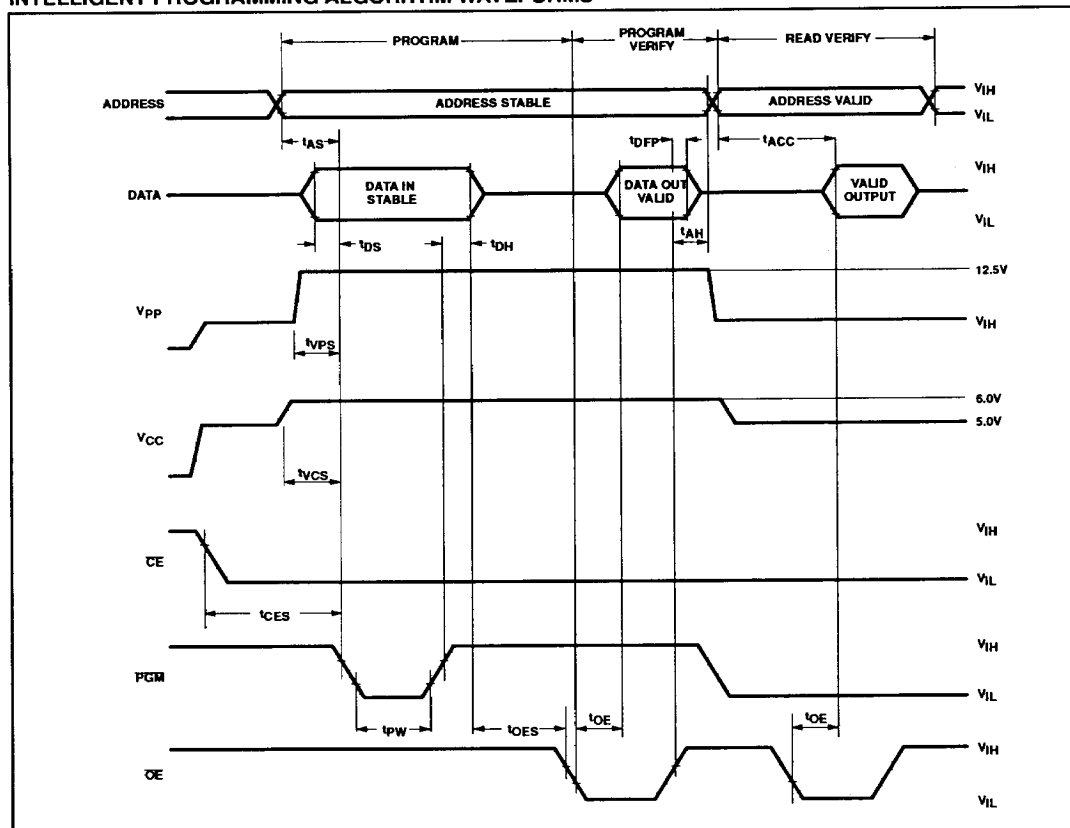 INTELLIGENT PROGRAMMING ALGORITHM WAVEFORMS
PROGRAM
PROGRAM
VERIFY
READ VERIFY
ADDRESS
ADDRESS STABLE
ADDRESS VALID
VIH
VIL
tAS
tDFP
tACC
DATA
DATA IN
STABLE
DATA OUT
VALID
VALID
OUTPUT
VIH
VIL
tDS
tDH
tAH
VPP
12.5V
VIH
tVPS
VCC
6.0V
5.0V
tVCS
CE
VIH
VIL
tCES
PGM
VIH
VIL
tPW
tOES
tOE
tOE
OE
VIH
VIL